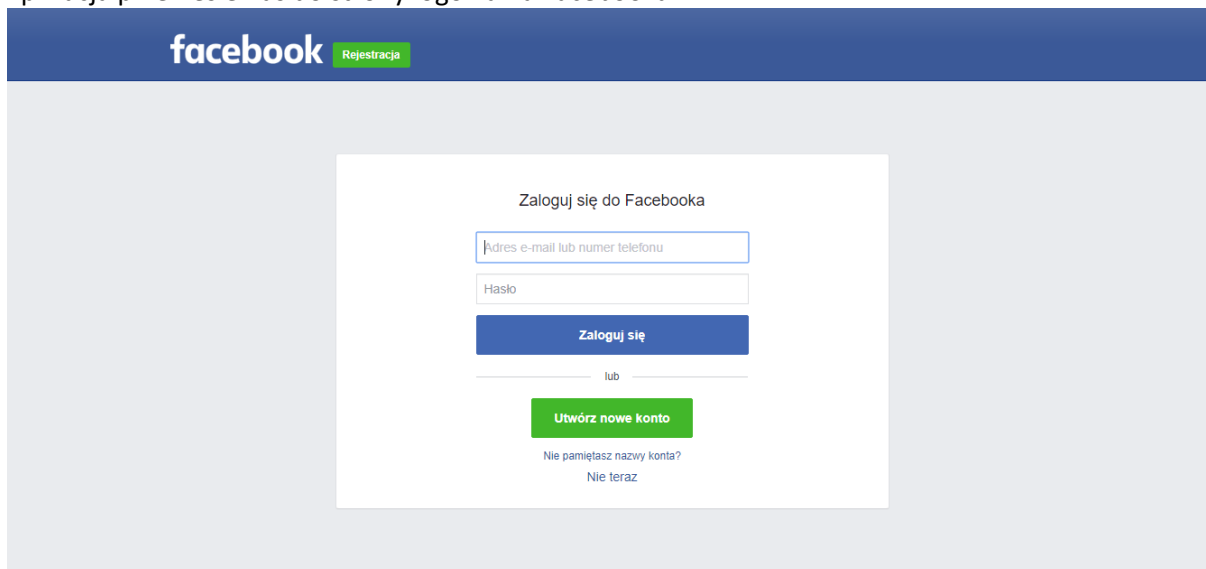 facebook Rejestracja
Zaloguj się do Facebooka
Adres e-mail lub numer telefonu
Hasło
Zaloguj się
lub
Utwórz nowe konto
Nie pamiętasz nazwy konta?
Nie teraz